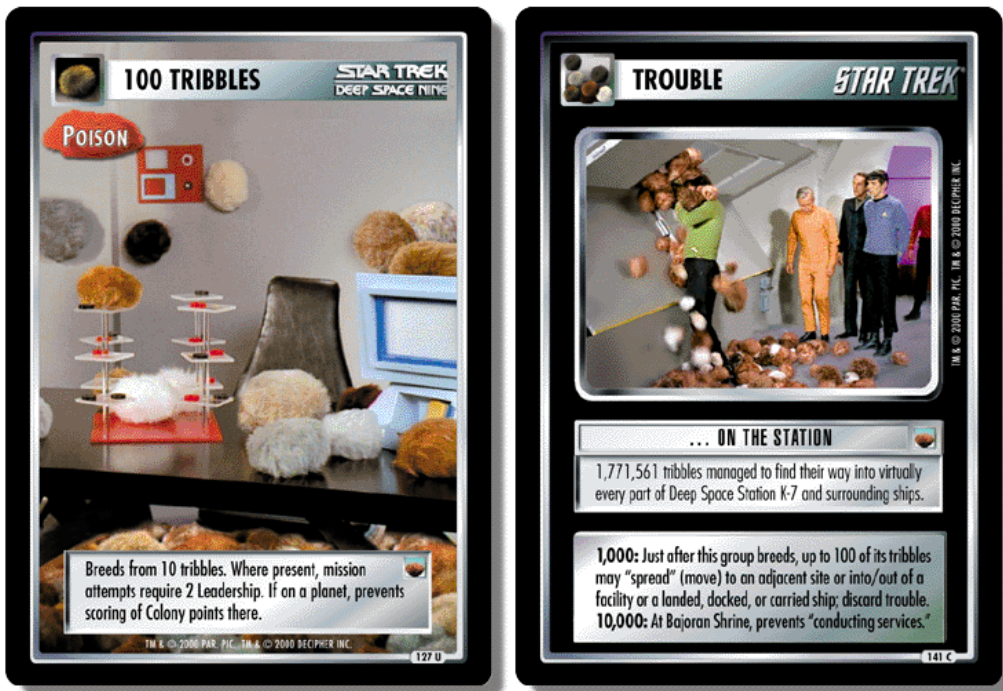 100 TRIBBLES
STAR TREK
DEEP SPACE NINE
POISON
Breeds from 10 tribbles. Where present, mission
attempts require 2 Leadership. If on a planet, prevents
scoring of Colony points there.
TM & © 2000 PAR. PIC. TM & © 2000 DECIPHER INC.
127 U
TROUBLE
STAR TREK
TM & © 2000 PAR. PIC. TM & © 2000 DECIPHER INC.
... ON THE STATION
1,771,561 tribbles managed to find their way into virtually
every part of Deep Space Station K-7 and surrounding ships.
1,000: Just after this group breeds, up to 100 of its tribbles
may “spread” (move) to an adjacent site or into/out of a
facility or a landed, docked, or carried ship; discard trouble.
10,000: At Bajoran Shrine, prevents “conducting services.”
141 C